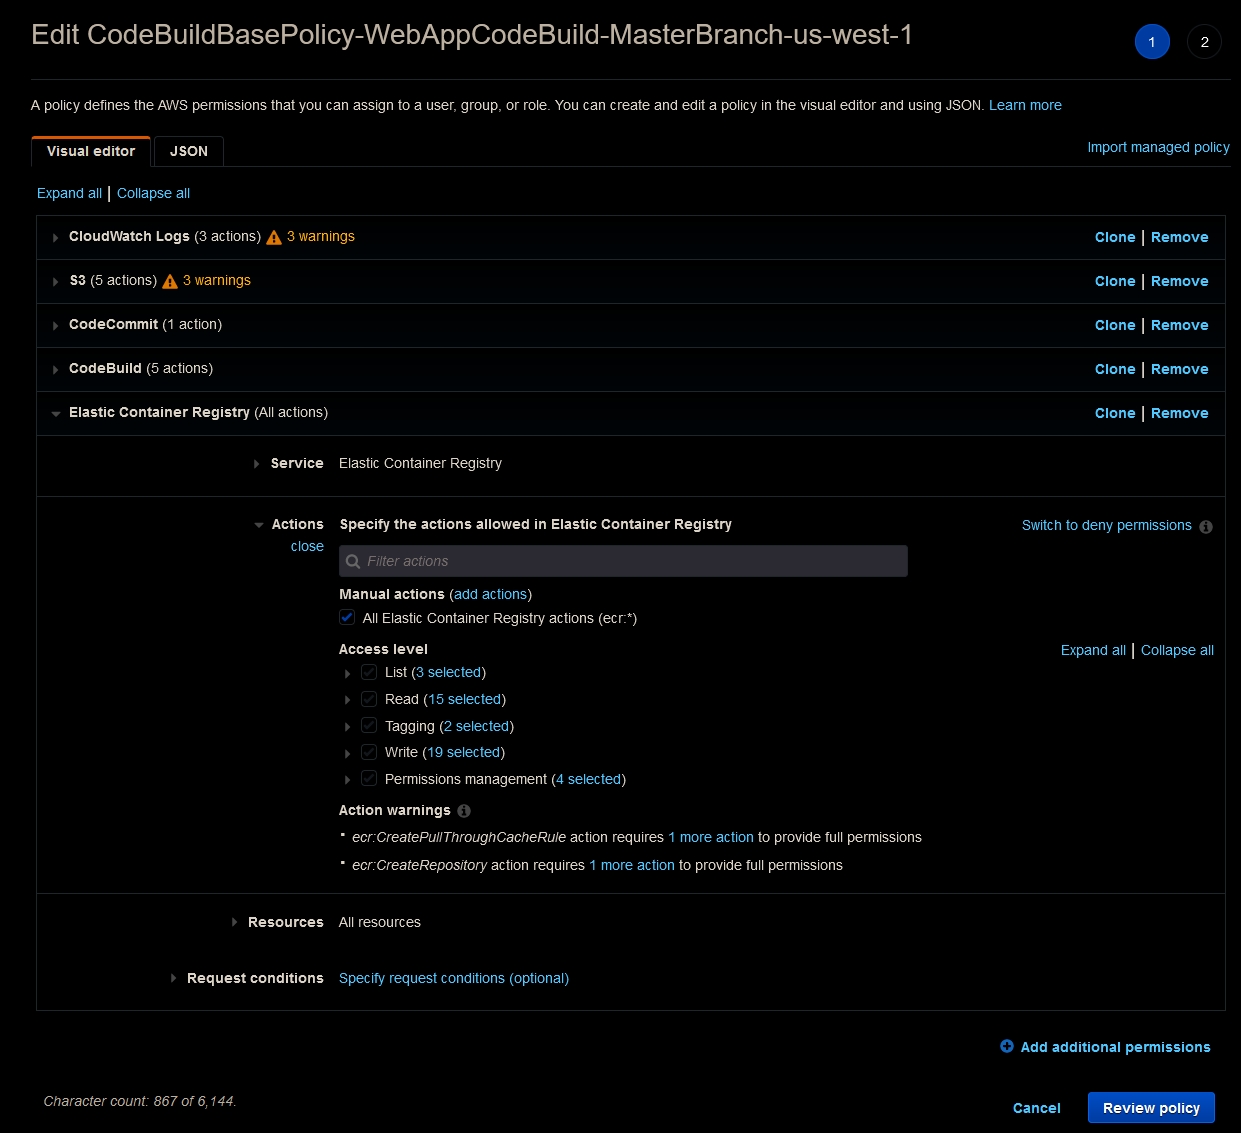 Edit CodeBuildBasePolicy-WebAppCodeBuild-MasterBranch-us-west-1
1 2
A policy defines the AWS permissions that you can assign to a user, group, or role. You can create and edit a policy in the visual editor and using JSON. Learn more
Visual editor JSON Import managed policy
Expand all | Collapse all
CloudWatch Logs (3 actions) 3 warnings Clone | Remove
S3 (5 actions) 3 warnings Clone | Remove
CodeCommit (1 action) Clone | Remove
CodeBuild (5 actions) Clone | Remove
Elastic Container Registry (All actions) Clone | Remove
Service Elastic Container Registry
Actions Specify the actions allowed in Elastic Container Registry Switch to deny permissions
close
Filter actions
Manual actions (add actions)
All Elastic Container Registry actions (ecr:*)
Access level Expand all | Collapse all
List (3 selected)
Read (15 selected)
Tagging (2 selected)
Write (19 selected)
Permissions management (4 selected)
Action warnings
ecr:CreatePullThroughCacheRule action requires 1 more action to provide full permissions
ecr:CreateRepository action requires 1 more action to provide full permissions
Resources All resources
Request conditions Specify request conditions (optional)
Add additional permissions
Character count: 867 of 6,144.
Cancel Review policy